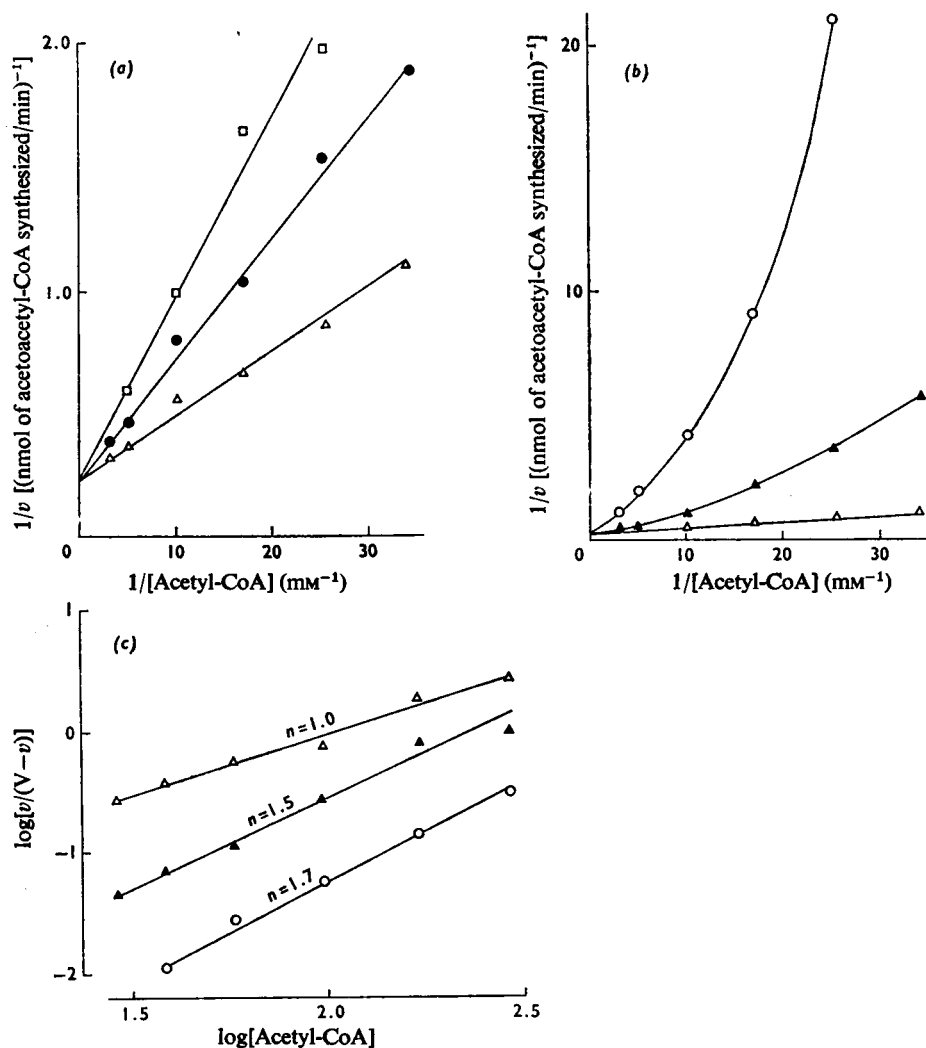 2.0
(a)
1.0
1/v [(nmol of acetoacetyl-CoA synthesized/min)⁻¹]
0 10 20 30
1/[Acetyl-CoA] (mM⁻¹)
20
(b)
10
1/v [(nmol of acetoacetyl-CoA synthesized/min)⁻¹]
0 10 20 30
1/[Acetyl-CoA] (mM⁻¹)
1
(c)
0
-1
-2
log[v/(V−v)]
n=1.0
n=1.5
n=1.7
1.5 2.0 2.5
log[Acetyl-CoA]